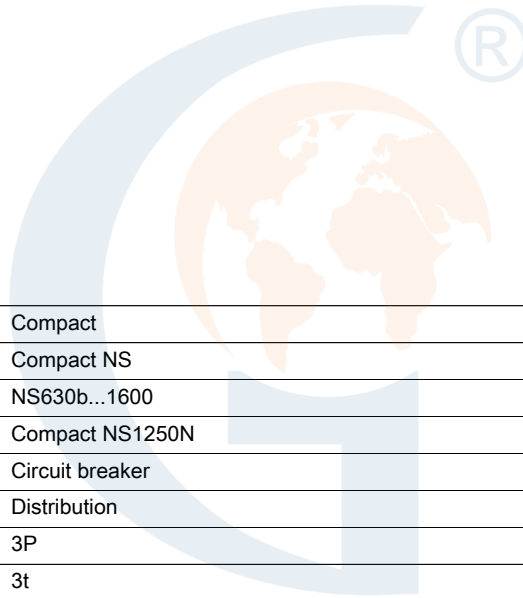 ®
Compact
Compact NS
NS630b...1600
Compact NS1250N
Circuit breaker
Distribution
3P
3t